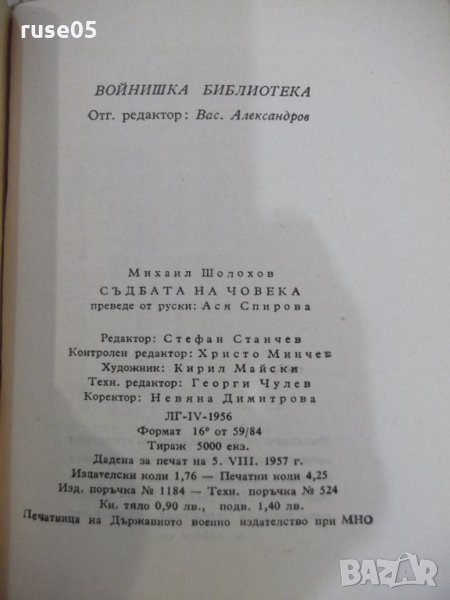 ruse05
ВОЙНИШКА БИБЛИОТЕКА
Отг. редактор: Вас. Александров
Михаил Шолохов
СЪДБАТА НА ЧОВЕКА
преведе от руски: Ася Спирова
Редактор: Стефан Станчев
Контролен редактор: Христо Минчев
Художник: Кирил Майски
Техн. редактор: Георги Чулев
Коректор: Невяна Димитрова
ЛГ-IV-1956
Формат 16° от 59/84
Тираж 5000 екз.
Дадена за печат на 5. VIII. 1957 г.
Издателски коли 1,76 — Печатни коли 4,25
Изд. поръчка № 1184 — Техн. поръчка № 524
Кн. тяло 0,90 лв., подв. 1,40 лв.
Печатница на Държавното военно издателство при МНО
BAZAR